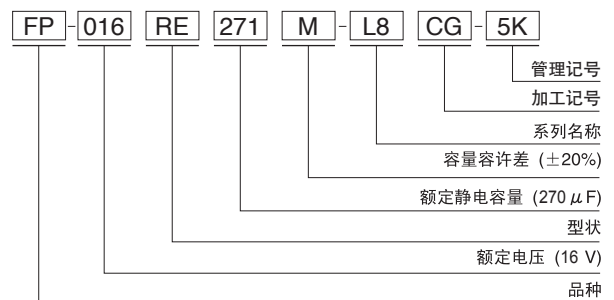 FP-016 RE 271 M-L8 CG-5K
管理记号
加工记号
系列名称
容量容许差 (±20%)
额定静电容量 (270 μF)
型状
额定电压 (16 V)
品种